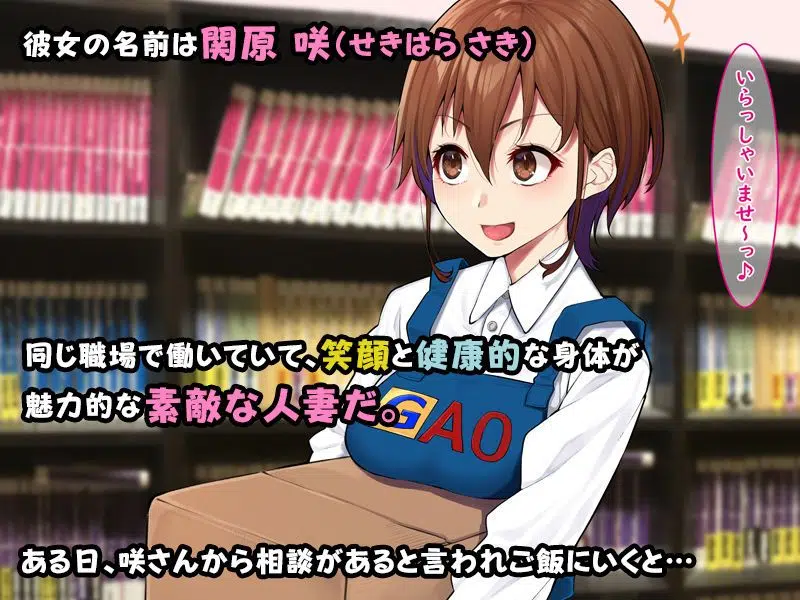 彼女の名前は関原 咲(せきはら さき)
いらっしゃいませ～っ♪
同じ職場で働いていて、笑顔と健康的な身体が
魅力的な素敵な人妻だ。
GAO
ある日、咲さんから相談があると言われご飯にいくと…